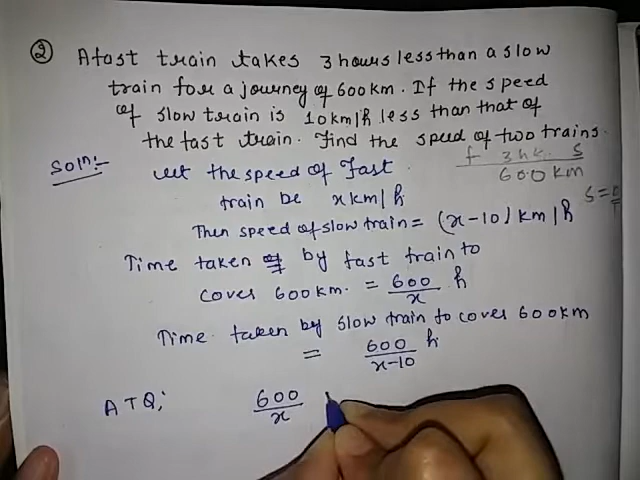 ② A fast train takes 3 hours less than a slow
train for a journey of 600 km. If the speed
of slow train is 10 km/h less than that of
the fast train. Find the speed of two trains.
f 3hr. S
600 km
Soln:- Let the speed of Fast
train be x km/h
S = D/T
Then speed of slow train = (x-10) km/h
Time taken by fast train to
cover 600 km. = 600/x h
Time taken by slow train to cover 600 km
= 600/x-10 h
ATQ; 600/x